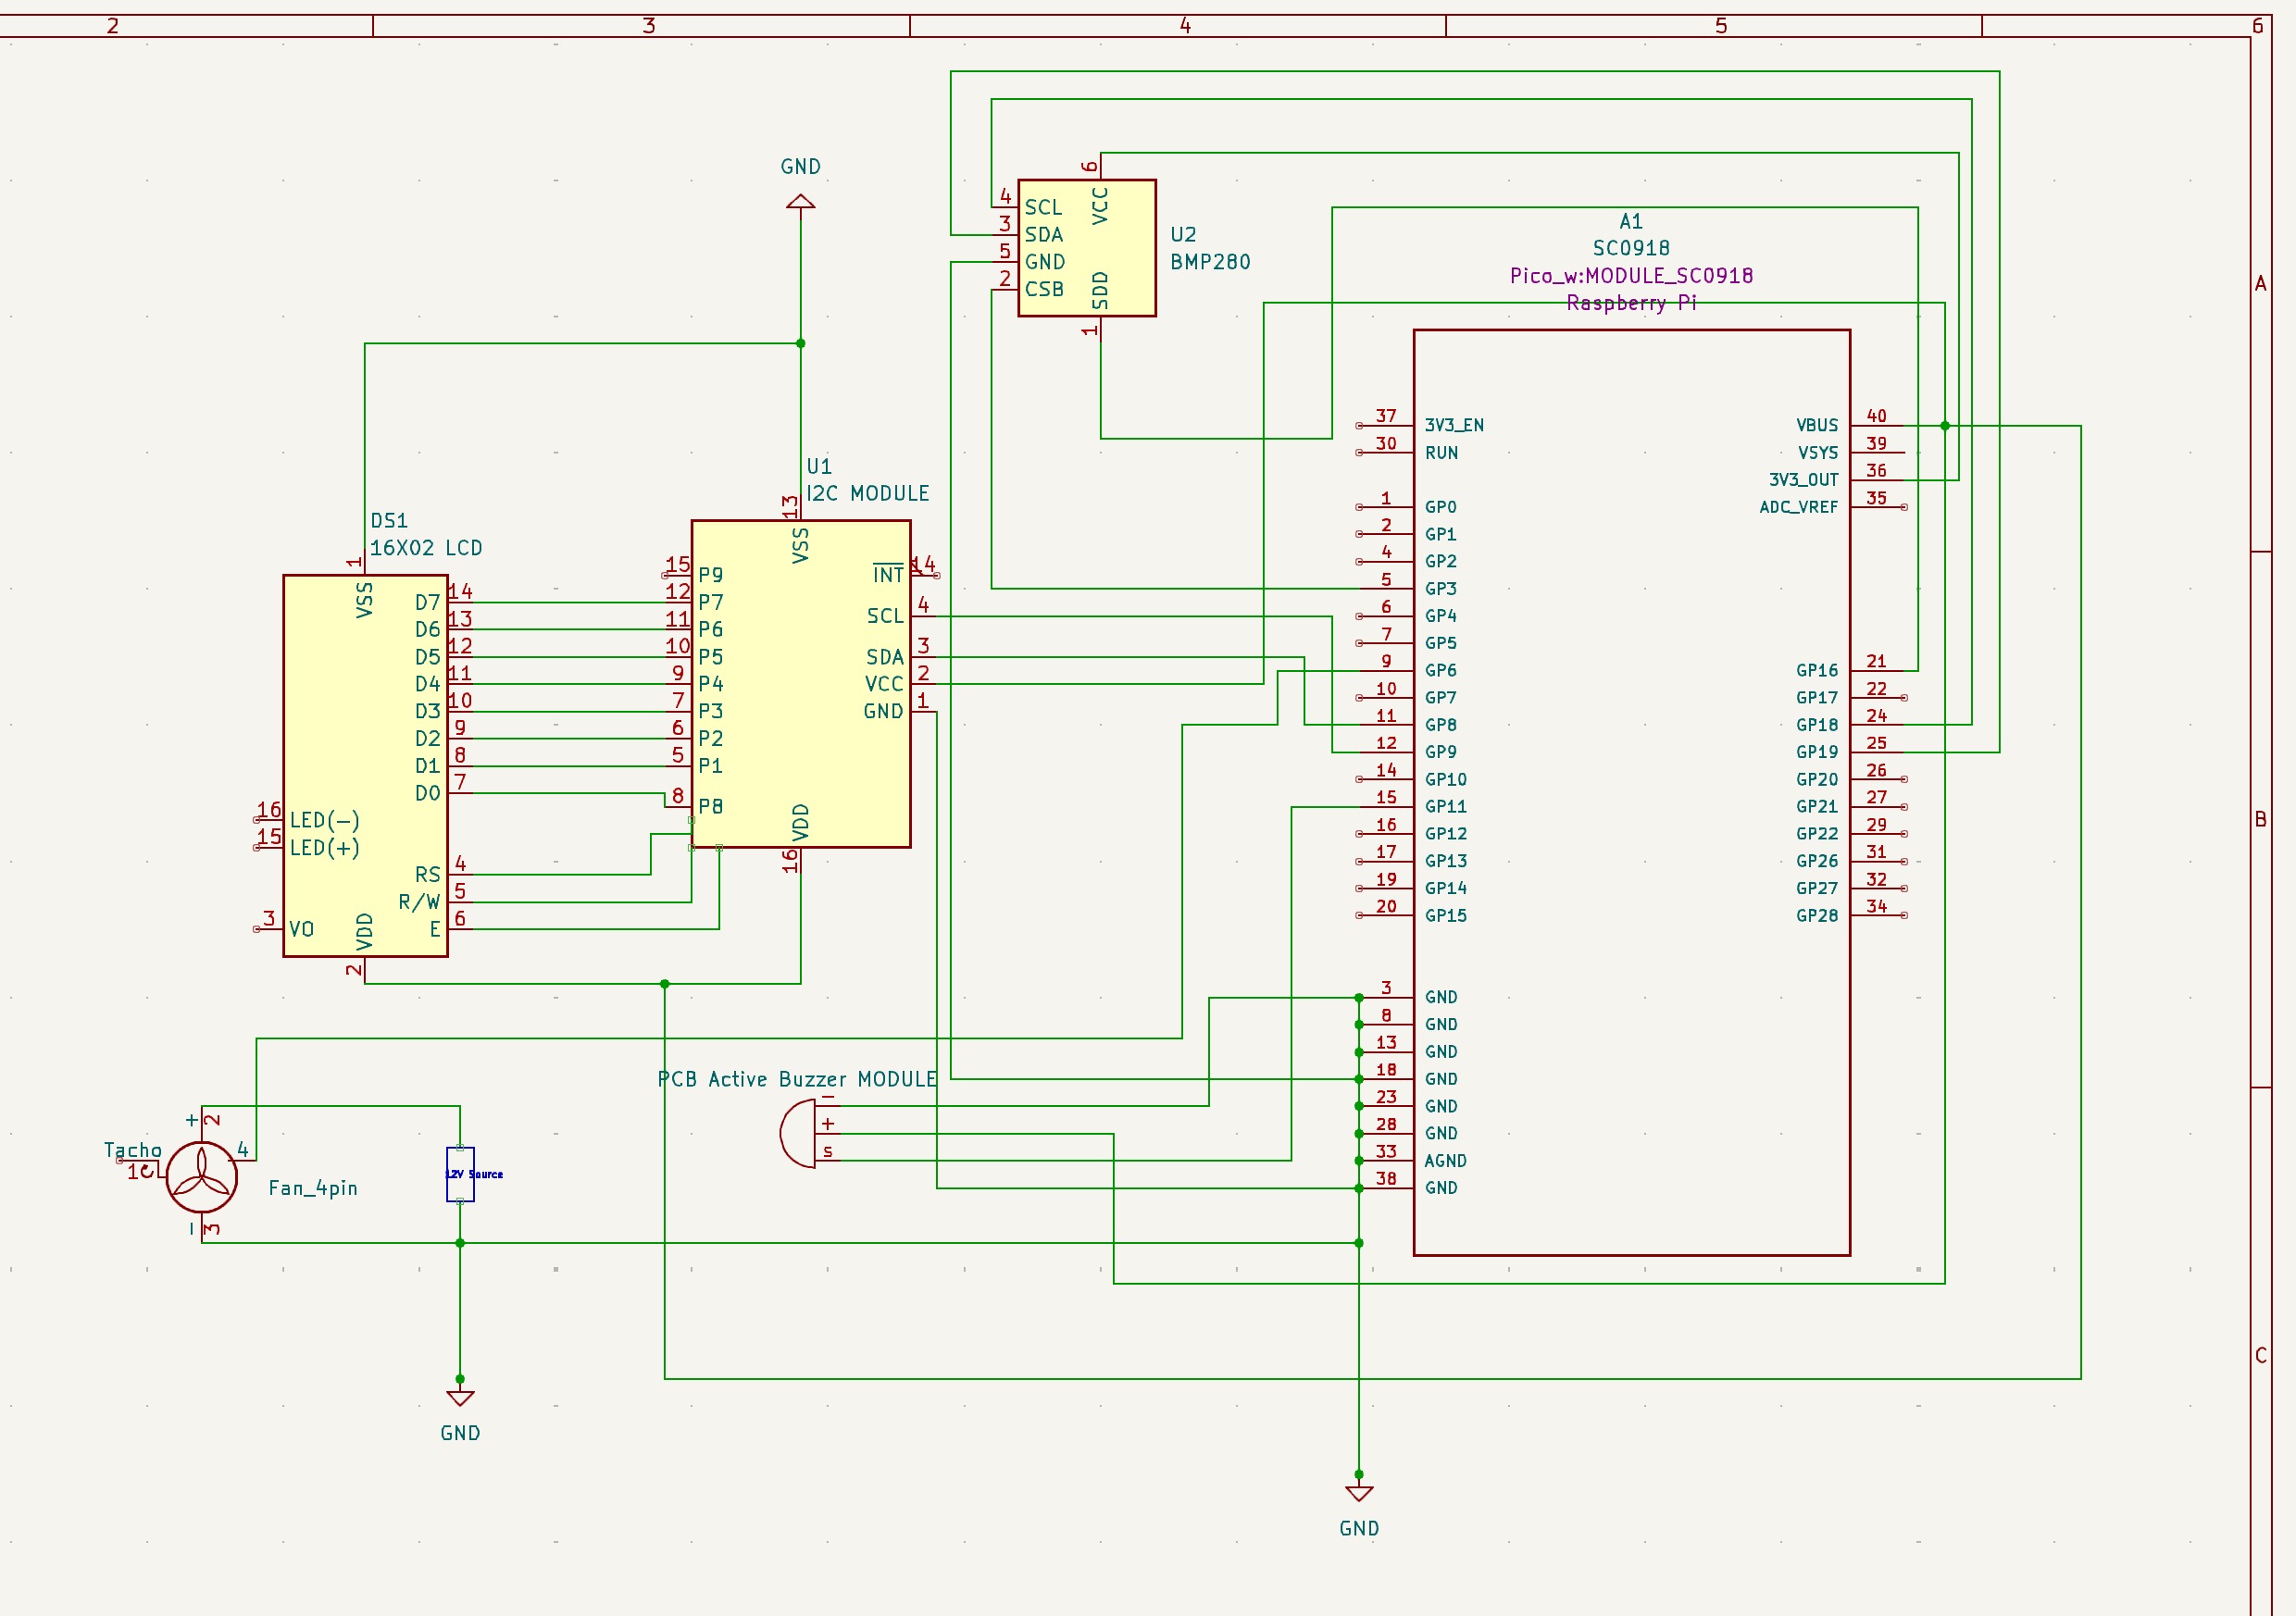 2 3 4 5 6
A
B
C
GND
A1
SC0918
Pico_w:MODULE_SC0918
Raspberry Pi
U2
BMP280
6
VCC
4 SCL
3 SDA
5 GND
2 CSB
SDD
1
37 3V3_EN
30 RUN
1 GP0
2 GP1
4 GP2
5 GP3
6 GP4
7 GP5
9 GP6
10 GP7
11 GP8
12 GP9
14 GP10
15 GP11
16 GP12
17 GP13
19 GP14
20 GP15
3 GND
8 GND
13 GND
18 GND
23 GND
28 GND
33 AGND
38 GND
VBUS 40
VSYS 39
3V3_OUT 36
ADC_VREF 35
GP16 21
GP17 22
GP18 24
GP19 25
GP20 26
GP21 27
GP22 29
GP26 31
GP27 32
GP28 34
U1
I2C MODULE
13
VSS
15 P9
12 P7
11 P6
10 P5
9 P4
7 P3
6 P2
5 P1
8 P8
INT 14
SCL 4
SDA 3
VCC 2
GND 1
VDD
16
DS1
16X02 LCD
1
VSS
D7 14
D6 13
D5 12
D4 11
D3 10
D2 9
D1 8
D0 7
16 LED(-)
15 LED(+)
RS 4
R/W 5
E 6
3 VO
VDD
2
PCB Active Buzzer MODULE
-
+
s
+ 2
Tacho
1
4
Fan_4pin
- 3
12V Source
GND
GND